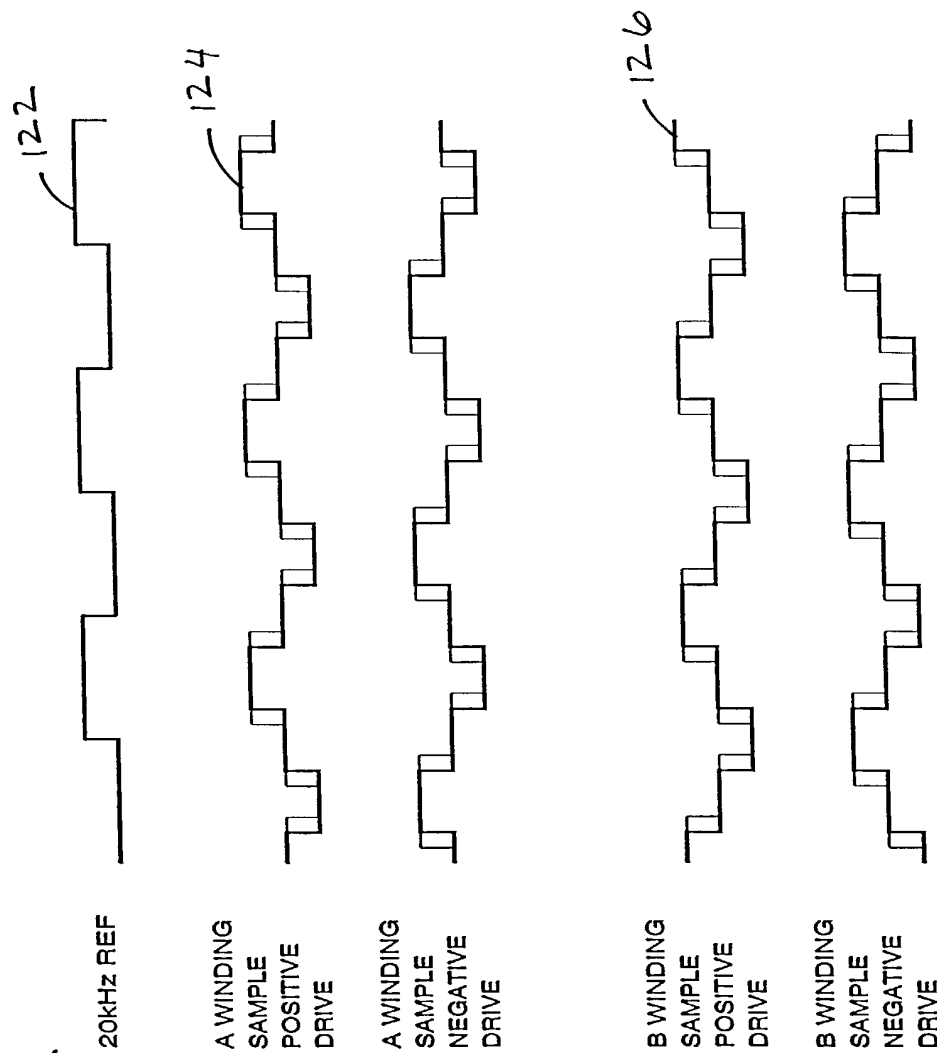 122
20kHz REF
124
A WINDING
SAMPLE
POSITIVE
DRIVE
A WINDING
SAMPLE
NEGATIVE
DRIVE
126
B WINDING
SAMPLE
POSITIVE
DRIVE
B WINDING
SAMPLE
NEGATIVE
DRIVE